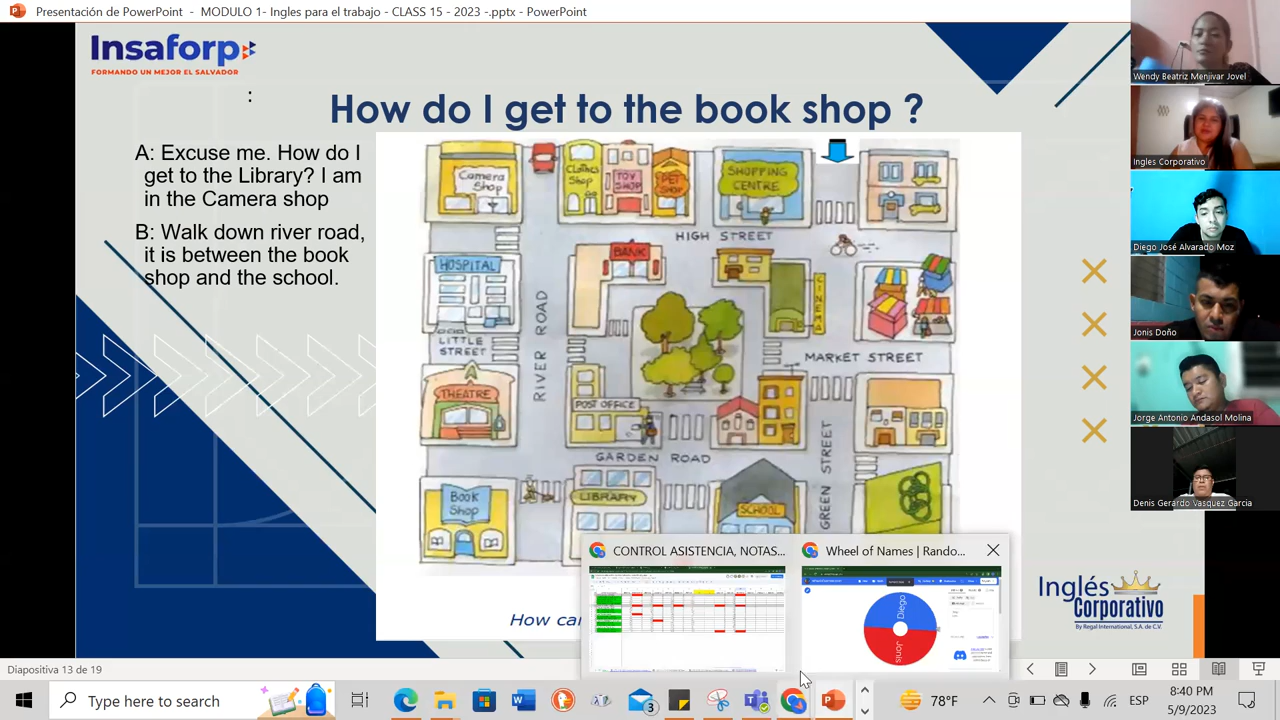 Presentación de PowerPoint - MODULO 1- Ingles para el trabajo - CLASS 15 - 2023 -.pptx - PowerPoint
Insaforp
FORMANDO UN MEJOR EL SALVADOR
:
How do I get to the book shop ?
A: Excuse me. How do I
get to the Library? I am
in the Camera shop
B: Walk down river road,
it is between the book
shop and the school.
Camera
Shop
CLOTHES
Shop
TOY
SHOP
PET
SHOP
SHOPPING
CENTRE
HIGH STREET
HOSPITAL
BANK
CINEMA
LITTLE
STREET
RIVER ROAD
MARKET STREET
THEATRE
POST OFFICE
GARDEN ROAD
GREEN STREET
Book
Shop
LIBRARY
SCHOOL
How can
Wendy Beatriz Menjivar Jovel
Ingles Corporativo
Diego José Alvarado Moz
Jonis Doño
Jorge Antonio Andasol Molina
Denis Gerardo Vasquez Garcia
CONTROL ASISTENCIA, NOTAS...
Wheel of Names | Rando...
Diego
Jonis
Inglés
Corporativo
By Regal International, S.A. de C.V.
Diapositiva 13 de 19
Type here to search
3
78°F
ESP
8:40 PM
5/9/2023